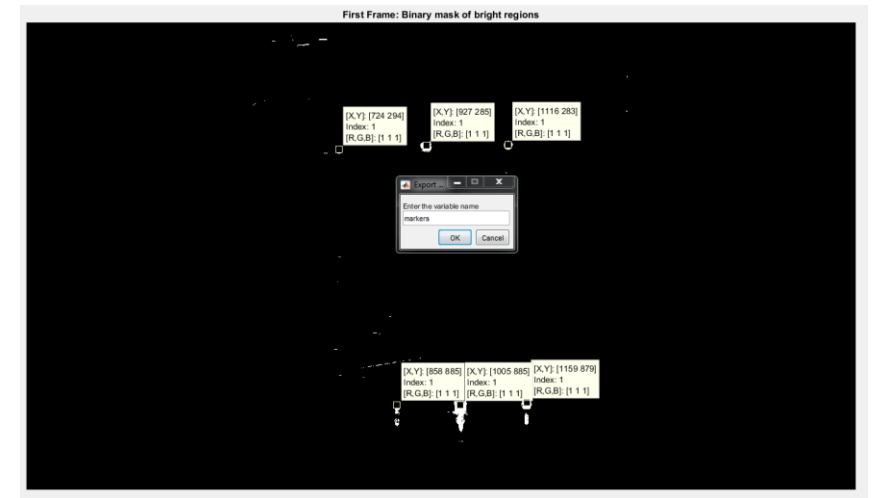 First Frame: Binary mask of bright regions
[X,Y]: [724 294]
Index: 1
[R,G,B]: [1 1 1]
[X,Y]: [927 285]
Index: 1
[R,G,B]: [1 1 1]
[X,Y]: [1116 283]
Index: 1
[R,G,B]: [1 1 1]
Export ...
Enter the variable name
markers
OK Cancel
[X,Y]: [858 885]
Index: 1
[R,G,B]: [1 1 1]
[X,Y]: [1005 885]
Index: 1
[R,G,B]: [1 1 1]
[X,Y]: [1159 879]
Index: 1
[R,G,B]: [1 1 1]